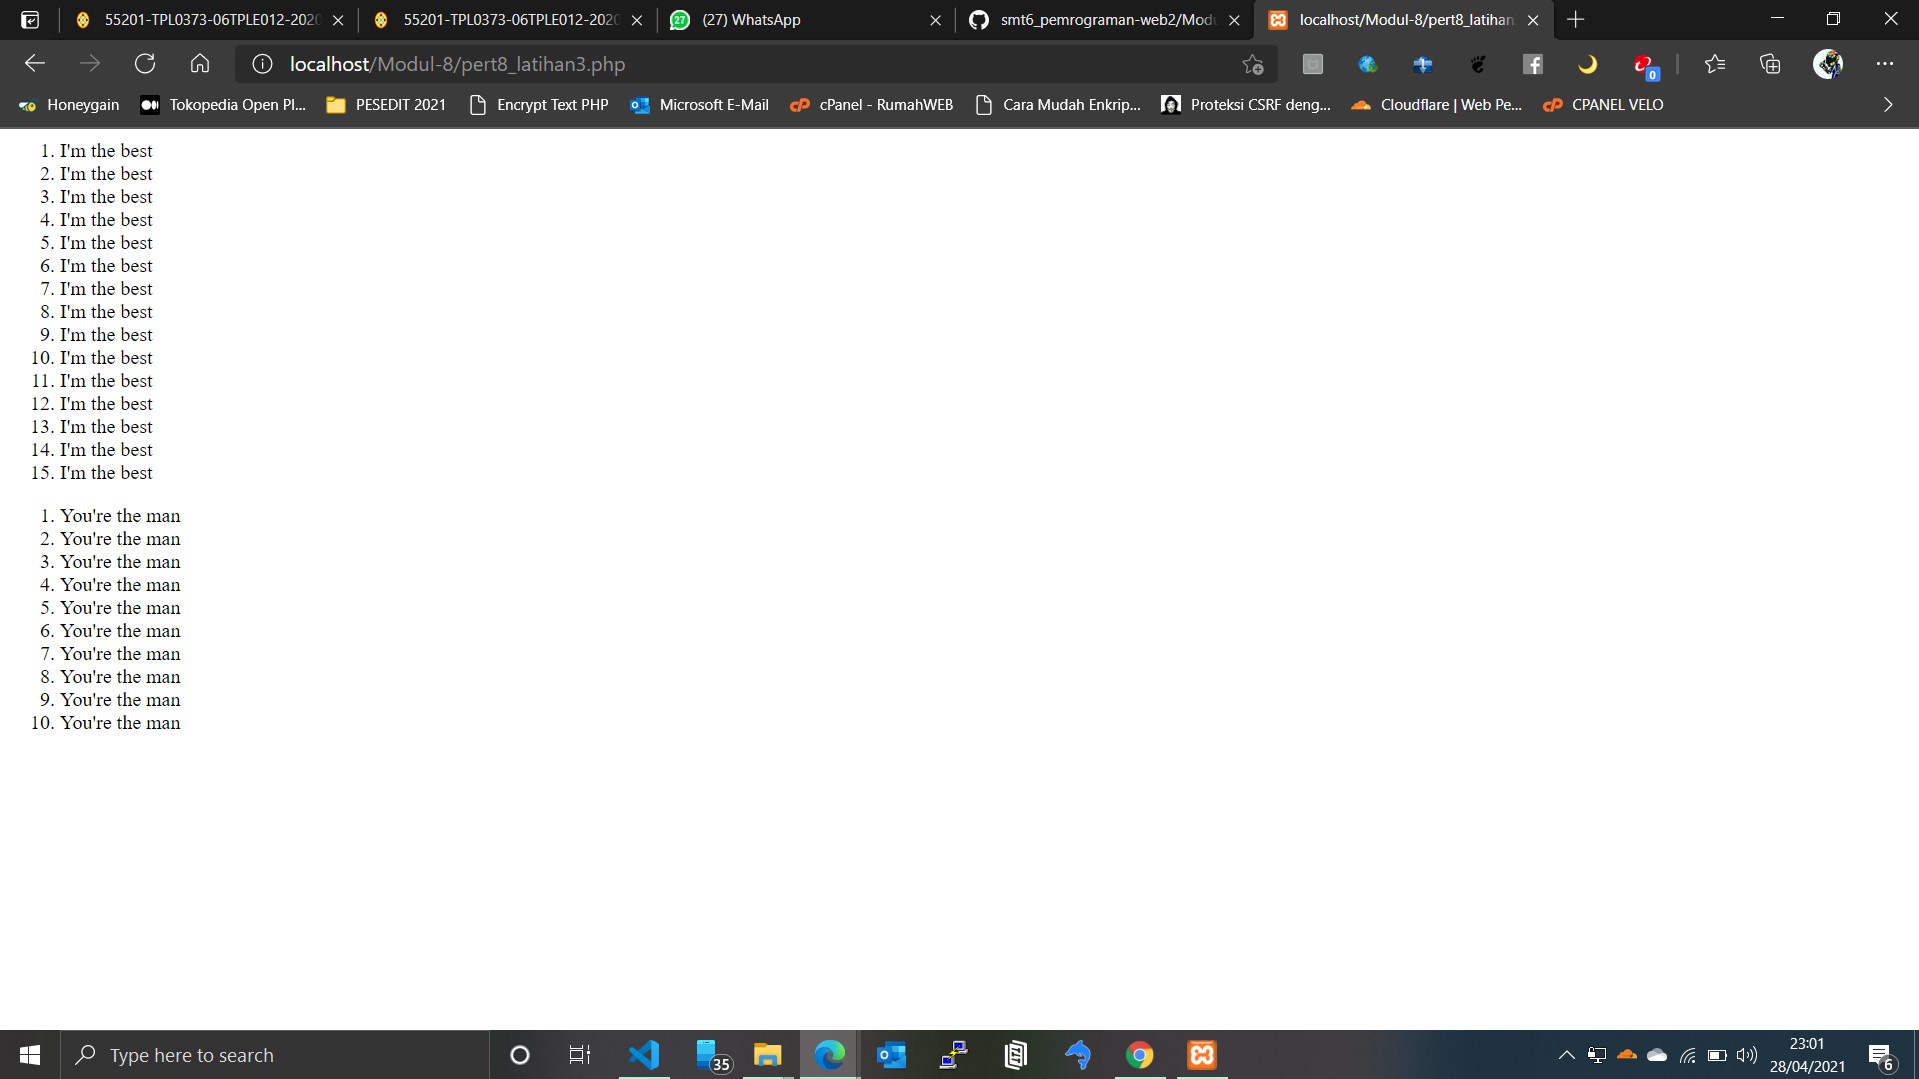 55201-TPL0373-06TPLE012-202
55201-TPL0373-06TPLE012-202
27 (27) WhatsApp
smt6_pemrograman-web2/Modu
localhost/Modul-8/pert8_latihan
localhost/Modul-8/pert8_latihan3.php
0
Honeygain Tokopedia Open Pl... PESEDIT 2021 Encrypt Text PHP Microsoft E-Mail cPanel - RumahWEB Cara Mudah Enkrip... Proteksi CSRF deng... Cloudflare | Web Pe... CPANEL VELO
1. I'm the best
2. I'm the best
3. I'm the best
4. I'm the best
5. I'm the best
6. I'm the best
7. I'm the best
8. I'm the best
9. I'm the best
10. I'm the best
11. I'm the best
12. I'm the best
13. I'm the best
14. I'm the best
15. I'm the best
1. You're the man
2. You're the man
3. You're the man
4. You're the man
5. You're the man
6. You're the man
7. You're the man
8. You're the man
9. You're the man
10. You're the man
Type here to search
35
23:01
28/04/2021
6